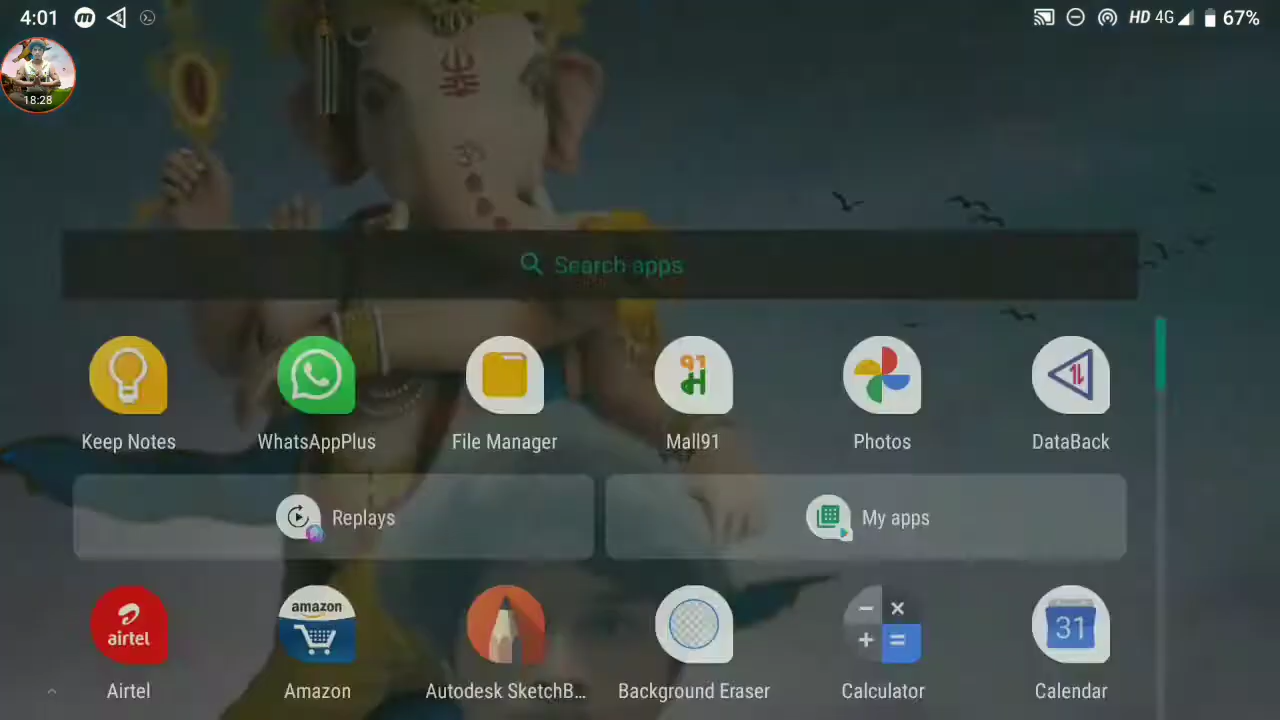 4:01
HD 4G 67%
18:28
Search apps
Keep Notes
WhatsAppPlus
९१
म
File Manager
Mall91
Photos
DataBack
Replays
My apps
airtel
amazon
31
Airtel
Amazon
Autodesk SketchB...
Background Eraser
Calculator
Calendar